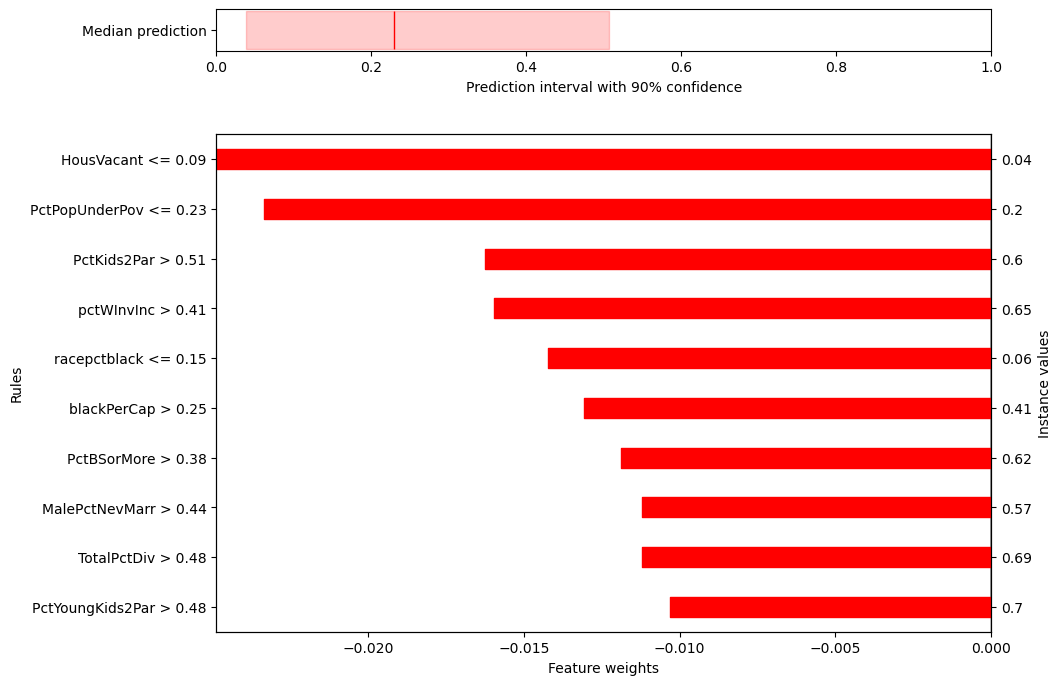 Median prediction
0.0 0.2 0.4 0.6 0.8 1.0
Prediction interval with 90% confidence
HousVacant <= 0.09 0.04
PctPopUnderPov <= 0.23 0.2
PctKids2Par > 0.51 0.6
pctWInvInc > 0.41 0.65
racepctblack <= 0.15 0.06
blackPerCap > 0.25 0.41
PctBSorMore > 0.38 0.62
MalePctNevMarr > 0.44 0.57
TotalPctDiv > 0.48 0.69
PctYoungKids2Par > 0.48 0.7
Rules
Instance values
−0.020 −0.015 −0.010 −0.005 0.000
Feature weights